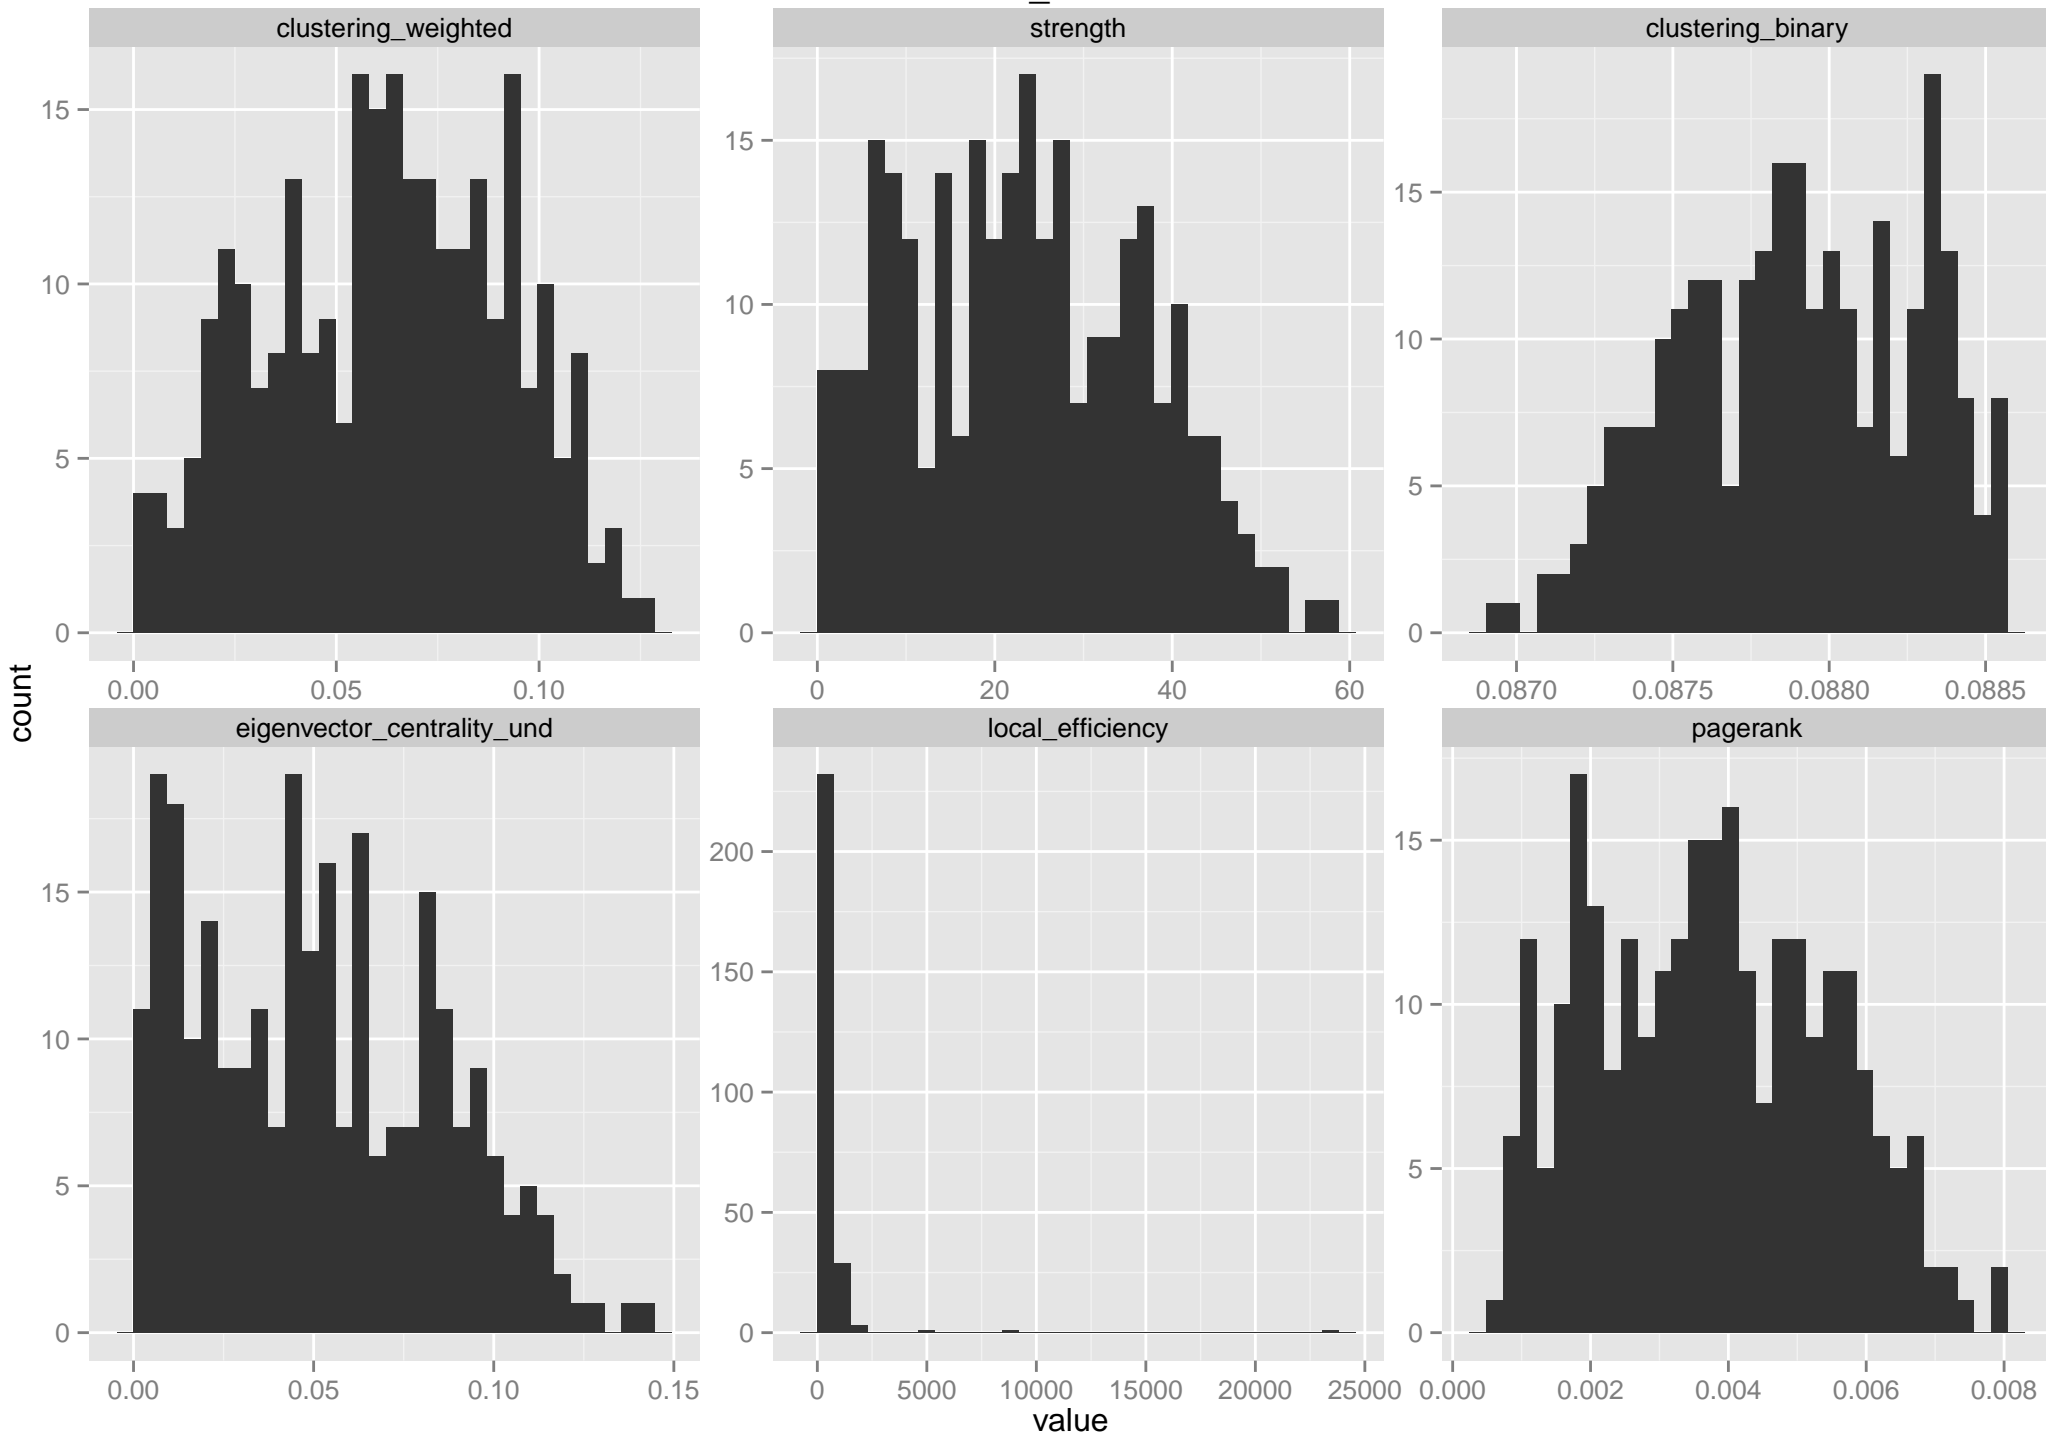 _
clustering_weighted strength clustering_binary
15 10 5 0
15 10 5 0
15 10 5 0
0.00 0.05 0.10
0 20 40 60
0.0870 0.0875 0.0880 0.0885
count
eigenvector_centrality_und local_efficiency pagerank
15 10 5 0
200 150 100 50 0
15 10 5 0
0.00 0.05 0.10 0.15
0 5000 10000 15000 20000 25000
0.000 0.002 0.004 0.006 0.008
value